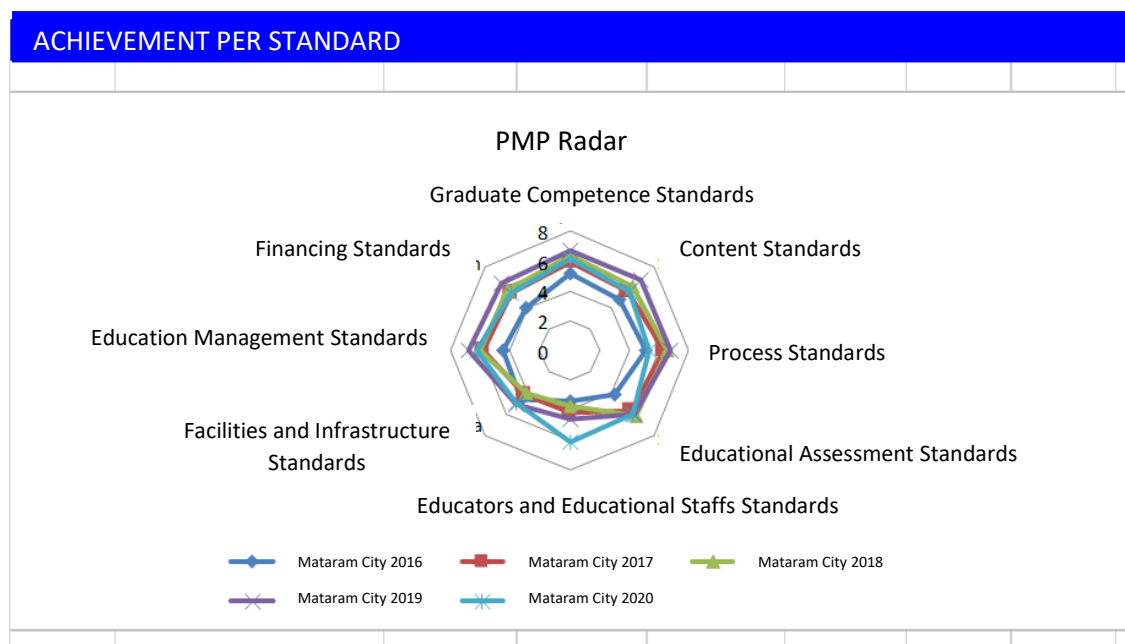 ACHIEVEMENT PER STANDARD
PMP Radar
Graduate Competence Standards
Financing Standards
Content Standards
8
6
4
2
0
Education Management Standards
Process Standards
Facilities and Infrastructure
Standards
Educational Assessment Standards
Educators and Educational Staffs Standards
Mataram City 2016
Mataram City 2017
Mataram City 2018
Mataram City 2019
Mataram City 2020